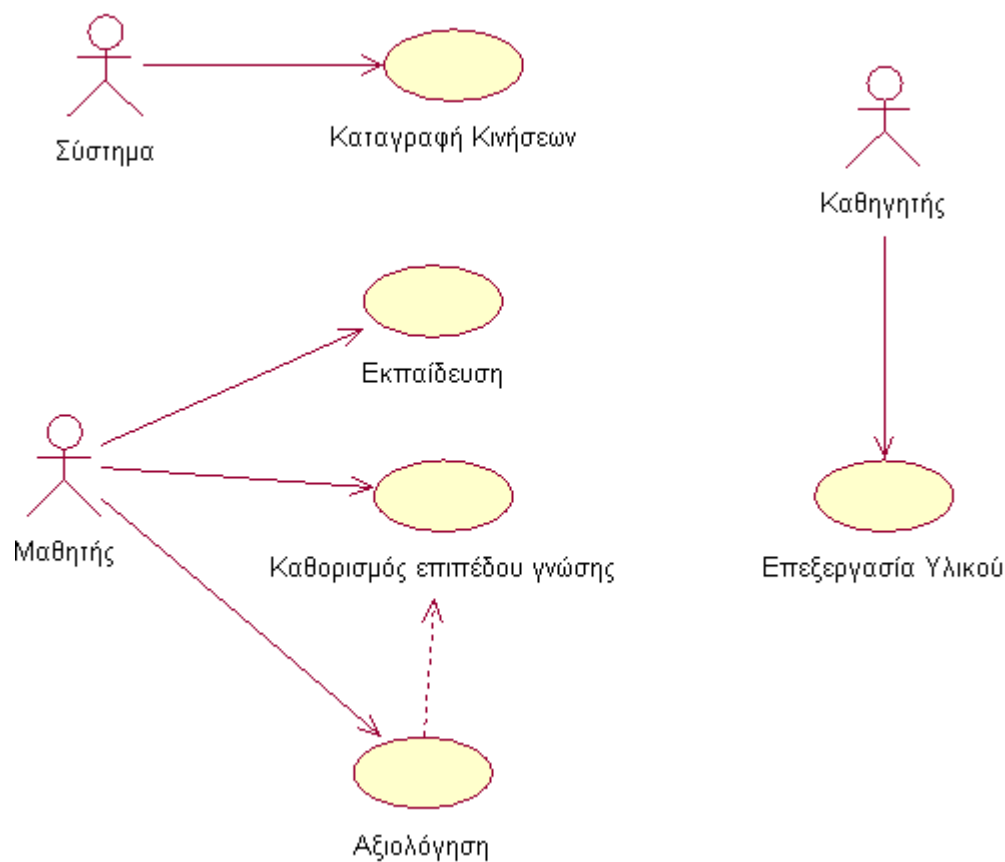 Σύστημα
Καταγραφή Κινήσεων
Καθηγητής
Εκπαίδευση
Μαθητής
Καθορισμός επιπέδου γνώσης
Επεξεργασία Υλικού
Αξιολόγηση